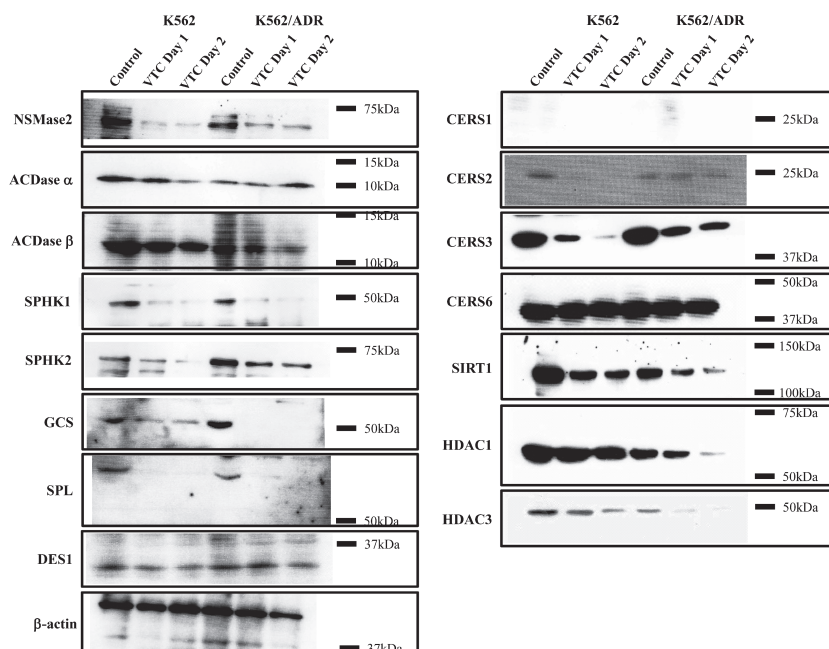 K562 K562/ADR
Control VTC Day 1 VTC Day 2 Control VTC Day 1 VTC Day 2
NSMase2 75kDa
ACDase α 15kDa
10kDa
ACDase β 15kDa
10kDa
SPHK1 50kDa
SPHK2 75kDa
GCS 50kDa
SPL
50kDa
DES1 37kDa
β-actin
37kDa
K562 K562/ADR
Control VTC Day 1 VTC Day 2 Control VTC Day 1 VTC Day 2
CERS1 25kDa
CERS2 25kDa
CERS3
37kDa
CERS6 50kDa
37kDa
SIRT1 150kDa
100kDa
HDAC1 75kDa
50kDa
HDAC3 50kDa